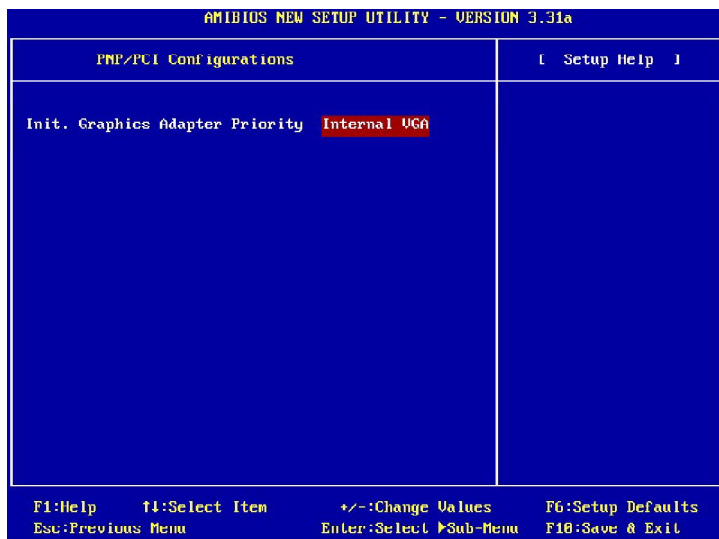 AMIBIOS NEW SETUP UTILITY - VERSION 3.31a
PNP/PCI Configurations
[ Setup Help ]
Init. Graphics Adapter Priority Internal VGA
F1:Help ↑↓:Select Item +/-:Change Values F6:Setup Defaults
Esc:Previous Menu Enter:Select ▶Sub-Menu F10:Save & Exit